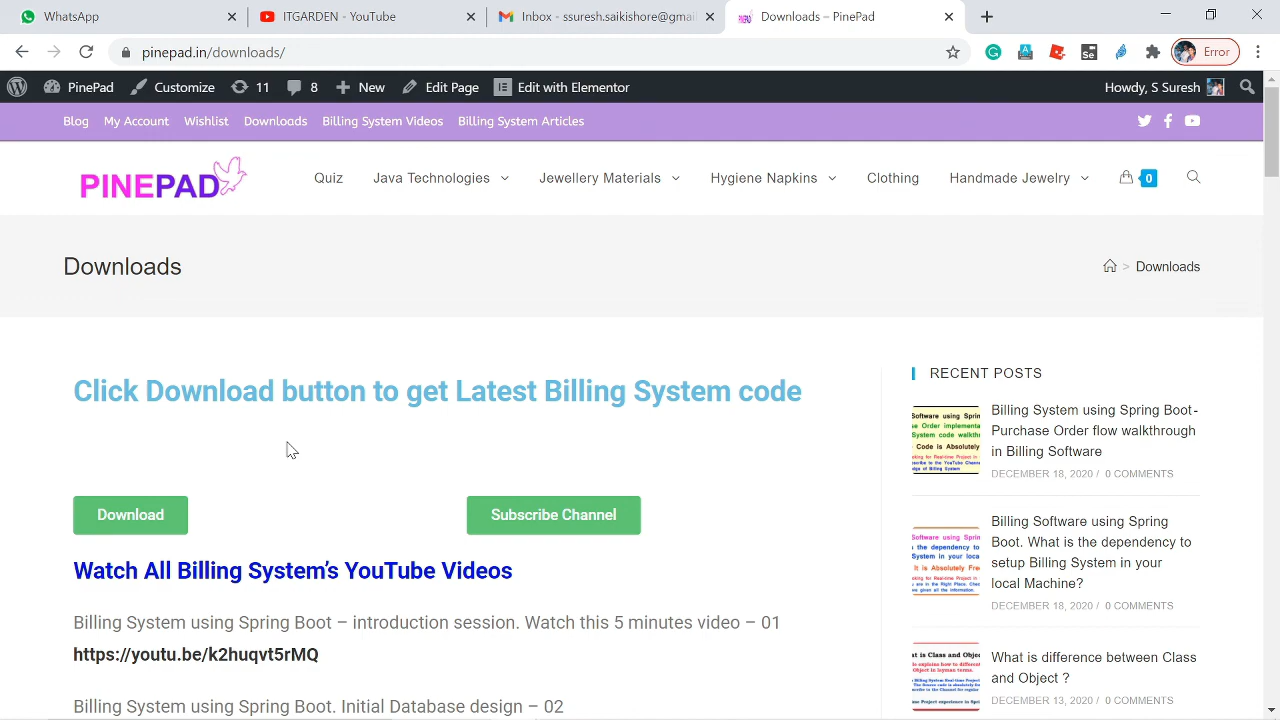 WhatsApp
ITGARDEN - YouTube
Inbox - ssuresh.saikishore@gmail
Downloads – PinePad
pinepad.in/downloads/
Error
PinePad
Customize
11
8
New
Edit Page
Edit with Elementor
Howdy, S Suresh
Blog
My Account
Wishlist
Downloads
Billing System Videos
Billing System Articles
PINEPAD
Quiz
Java Technologies
Jewellery Materials
Hygiene Napkins
Clothing
Handmade Jewelry
0
Downloads
> Downloads
Click Download button to get Latest Billing System code
Download
Subscribe Channel
Watch All Billing System's YouTube Videos
Billing System using Spring Boot – introduction session. Watch this 5 minutes video – 01
Billing System using Spring Boot. Initial Database design – 02
RECENT POSTS
Billing System using Spring Boot-
Purchase Order flow walkthrough
in Billing Software
DECEMBER 18, 2020 / 0 COMMENTS
Billing Software using Spring
Boot. What is the dependency to
setup Billing System in your
local Machine?
DECEMBER 18, 2020 / 0 COMMENTS
What is difference between Class
and Object ?
DECEMBER 13, 2020 / 0 COMMENTS